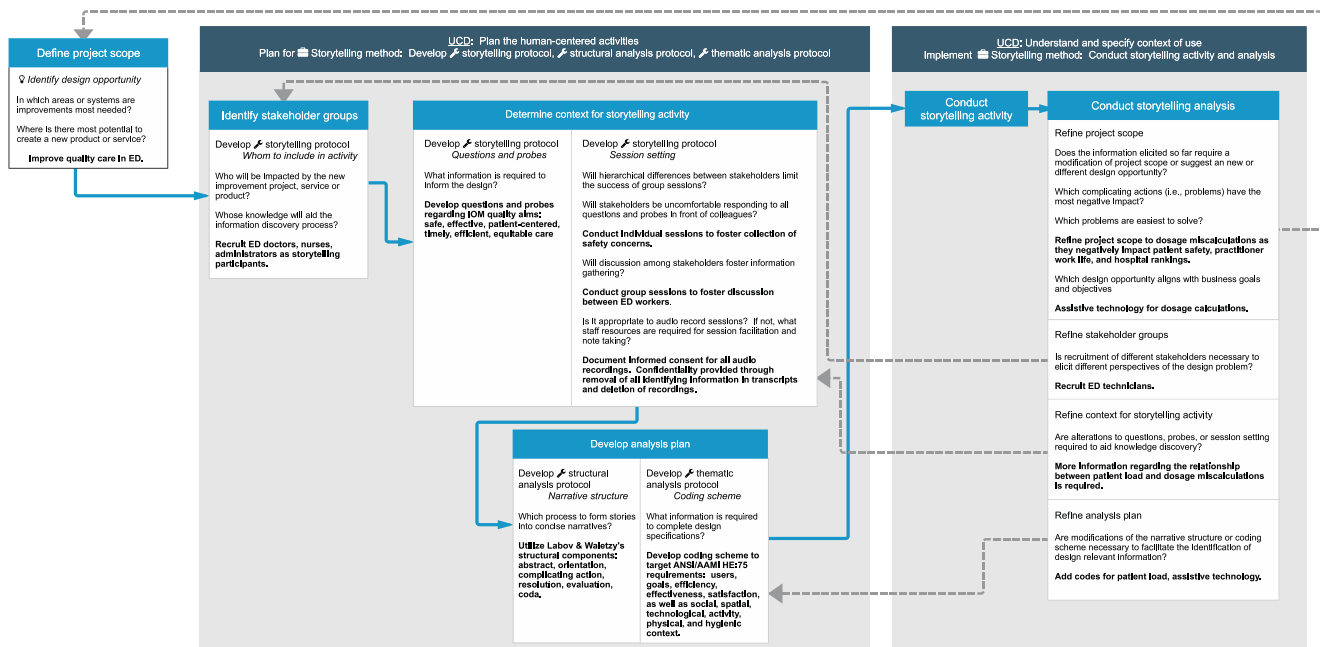 Define project scope
Identify design opportunity
In which areas or systems are
improvements most needed?
Where is there most potential to
create a new product or service?
Improve quality care in ED.
UCD: Plan the human-centered activities
Plan for Storytelling method: Develop storytelling protocol, structural analysis protocol, thematic analysis protocol
Identify stakeholder groups
Develop storytelling protocol
Whom to include in activity
Who will be impacted by the new
improvement project, service or
product?
Whose knowledge will aid the
information discovery process?
Recruit ED doctors, nurses,
administrators as storytelling
participants.
Determine context for storytelling activity
Develop storytelling protocol
Questions and probes
What information is required to
inform the design?
Develop questions and probes
regarding IOM quality aims:
safe, effective, patient-centered,
timely, efficient, equitable care
Develop storytelling protocol
Session setting
Will hierarchical differences between stakeholders limit
the success of group sessions?
Will stakeholders be uncomfortable responding to all
questions and probes in front of colleagues?
Conduct individual sessions to foster collection of
safety concerns.
Will discussion among stakeholders foster information
gathering?
Conduct group sessions to foster discussion
between ED workers.
Is it appropriate to audio record sessions? If not, what
staff resources are required for session facilitation and
note taking?
Document informed consent for all audio
recordings. Confidentiality provided through
removal of all identifying information in transcripts
and deletion of recordings.
Develop analysis plan
Develop structural
analysis protocol
Narrative structure
Which process to form stories
into concise narratives?
Utilize Labov & Waletzy's
structural components:
abstract, orientation,
complicating action,
resolution, evaluation,
coda.
Develop thematic
analysis protocol
Coding scheme
What information is required
to complete design
specifications?
Develop coding scheme to
target ANSI/AAMI HE:75
requirements: users,
goals, efficiency,
effectiveness, satisfaction,
as well as social, spatial,
technological, activity,
physical, and hygienic
context.
UCD: Understand and specify context of use
Implement Storytelling method: Conduct storytelling activity and analysis
Conduct
storytelling activity
Conduct storytelling analysis
Refine project scope
Does the information elicited so far require a
modification of project scope or suggest an new or
different design opportunity?
Which complicating actions (i.e., problems) have the
most negative impact?
Which problems are easiest to solve?
Refine project scope to dosage miscalculations as
they negatively impact patient safety, practitioner
work life, and hospital rankings.
Which design opportunity aligns with business goals
and objectives
Assistive technology for dosage calculations.
Refine stakeholder groups
Is recruitment of different stakeholders necessary to
elicit different perspectives of the design problem?
Recruit ED technicians.
Refine context for storytelling activity
Are alterations to questions, probes, or session setting
required to aid knowledge discovery?
More information regarding the relationship
between patient load and dosage miscalculations
is required.
Refine analysis plan
Are modifications of the narrative structure or coding
scheme necessary to facilitate the identification of
design relevant information?
Add codes for patient load, assistive technology.